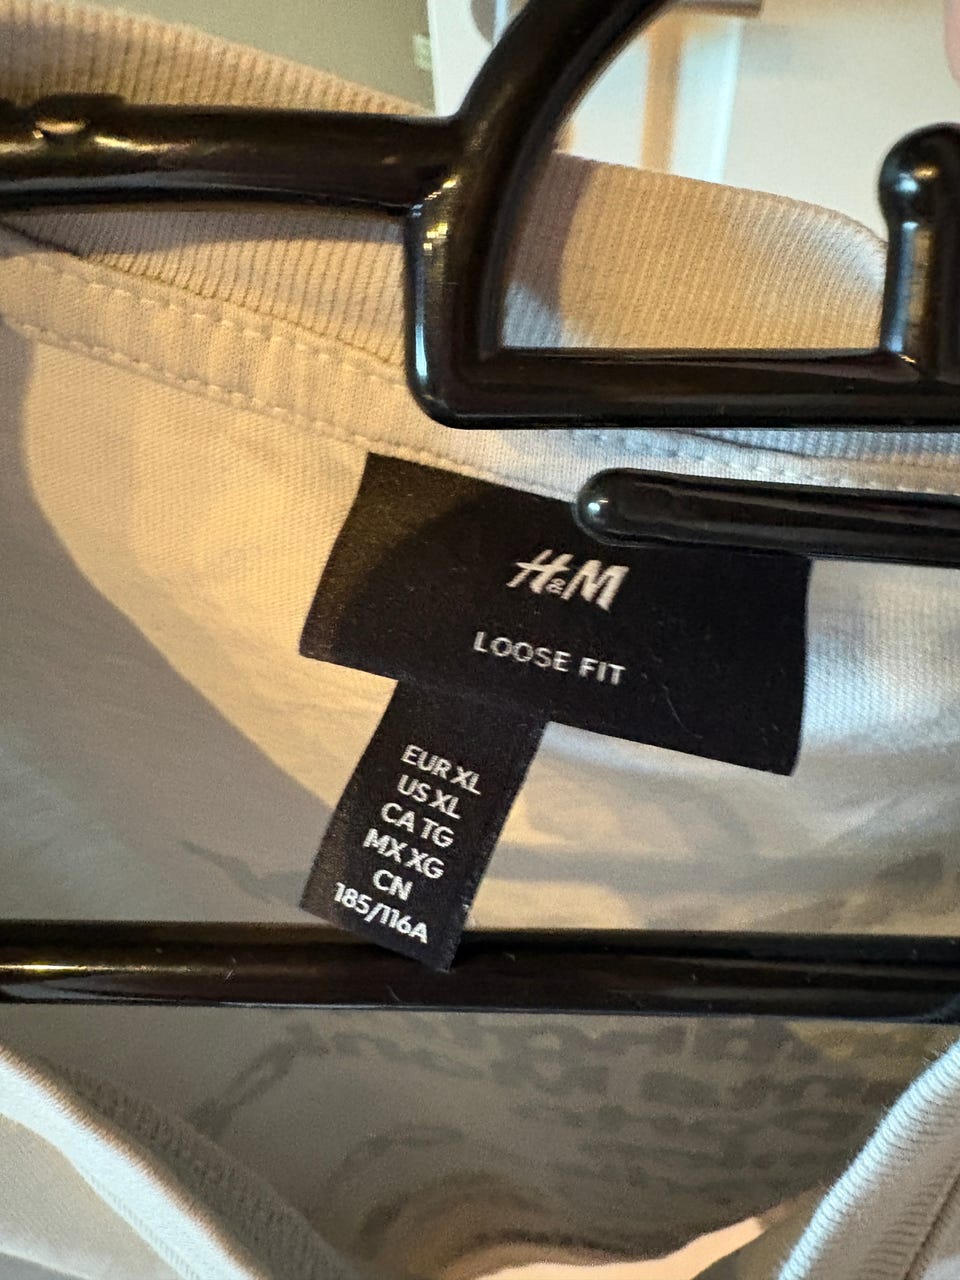 H&M
LOOSE FIT
EUR XL
US XL
CA TG
MX XG
CN
185/116A